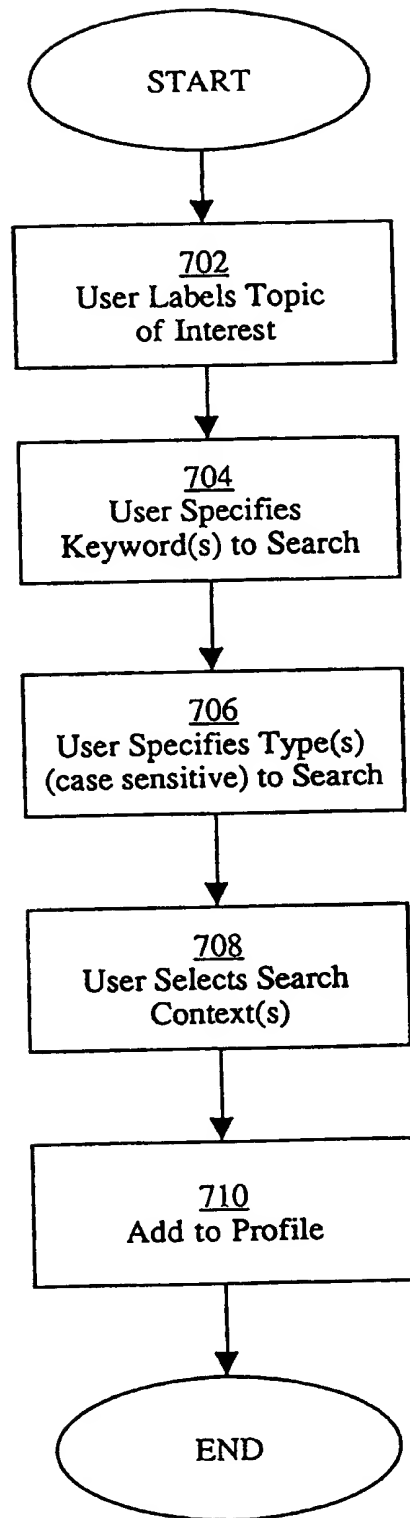 START
702
User Labels Topic
of Interest
704
User Specifies
Keyword(s) to Search
706
User Specifies Type(s)
(case sensitive) to Search
708
User Selects Search
Context(s)
710
Add to Profile
END